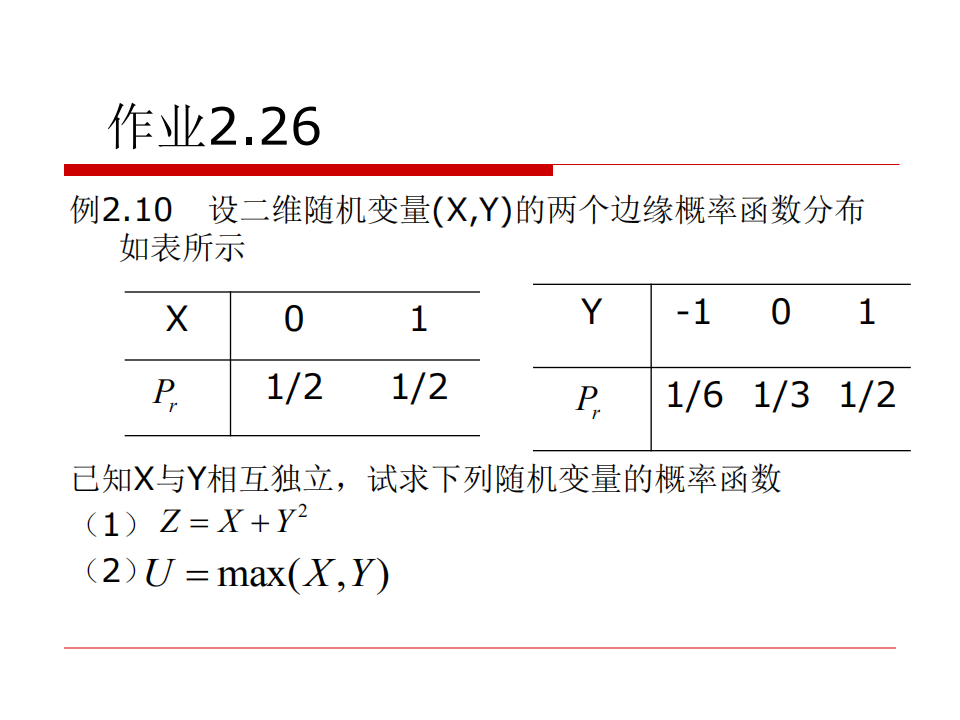 作业2.26
例2.10 设二维随机变量(X,Y)的两个边缘概率函数分布
如表所示
X 0 1
Pr 1/2 1/2
Y -1 0 1
Pr 1/6 1/3 1/2
已知X与Y相互独立，试求下列随机变量的概率函数
（1） Z = X + Y²
（2）U = max(X,Y)